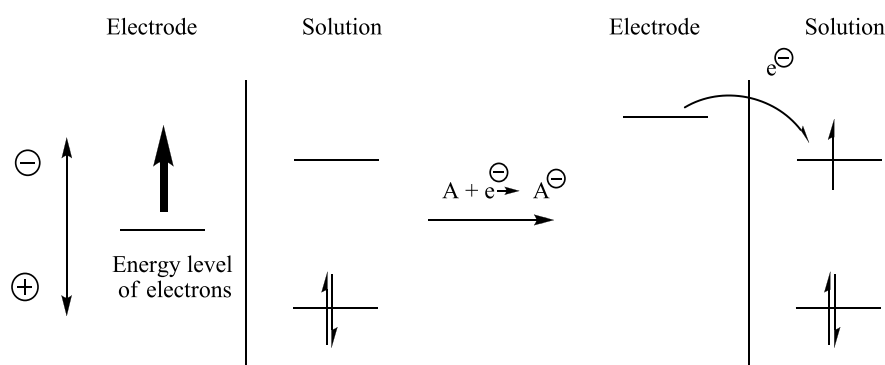 Electrode Solution Electrode Solution
e⊖
⊖
A + e⊖ → A⊖
Energy level
of electrons
⊕